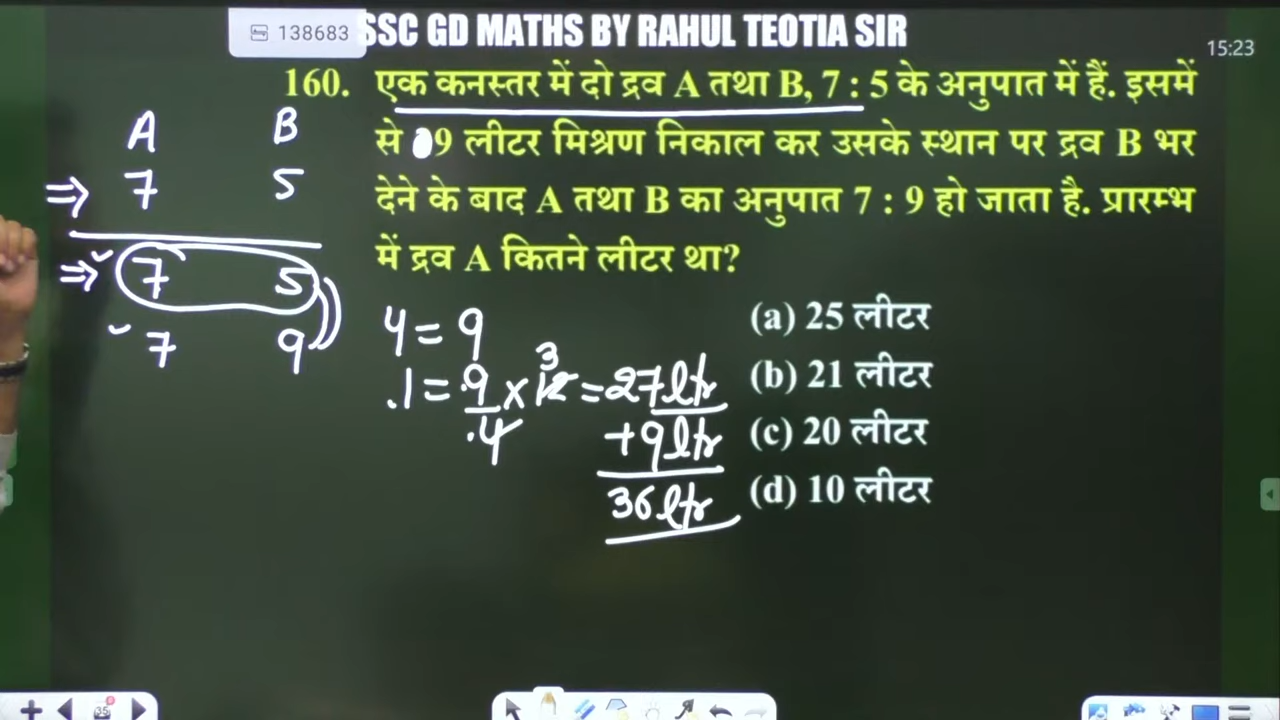 138683
SSC GD MATHS BY RAHUL TEOTIA SIR
15:23
160. एक कनस्तर में दो द्रव A तथा B, 7 : 5 के अनुपात में हैं. इसमें
से 9 लीटर मिश्रण निकाल कर उसके स्थान पर द्रव B भर
देने के बाद A तथा B का अनुपात 7 : 9 हो जाता है. प्रारम्भ
में द्रव A कितने लीटर था?
(a) 25 लीटर
(b) 21 लीटर
(c) 20 लीटर
(d) 10 लीटर
A B
⇒ 7 5
⇒ 7 5
7 9
4 = 9
.1 = .9/.4 × 12 3 = 27 ltr
+9 ltr
36 ltr
35